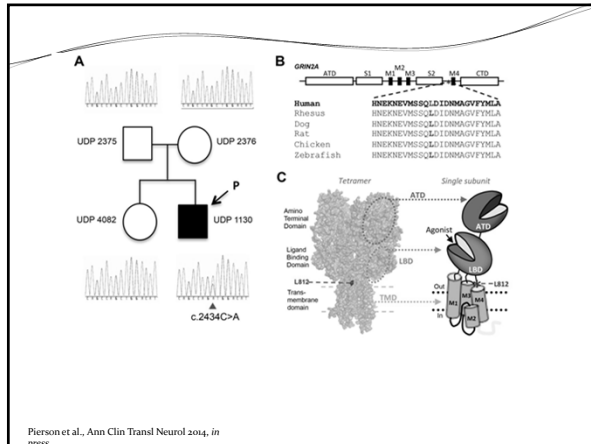 A
UDP 2375
UDP 2376
P
UDP 4082
UDP 1130
c.2434C>A
B
GRIN2A
ATD S1 M1 M2 M3 S2 M4 CTD
Human HNEKNEVMSSQLDIDNMAGVFYMLA
Rhesus HNEKNEVMSSQLDIDNMAGVFYMLA
Dog HNEKNEVMSSQLDIDNMAGVFYMLA
Rat HNEKNEVMSSQLDIDNMAGVFYMLA
Chicken HNEKNEVMSSQLDIDNMAGVFYMLA
Zebrafish HNEKNEVMSSQLDIDNMAGVFYMLA
C
Tetramer
Single subunit
ATD
Amino
Terminal
Domain
Agonist
ATD
Ligand
Binding
Domain
LBD
LBD
L812
L812
Trans-
membrane
domain
TMD
Out
In
M1
M3
M4
M2
Pierson et al., Ann Clin Transl Neurol 2014, in
press